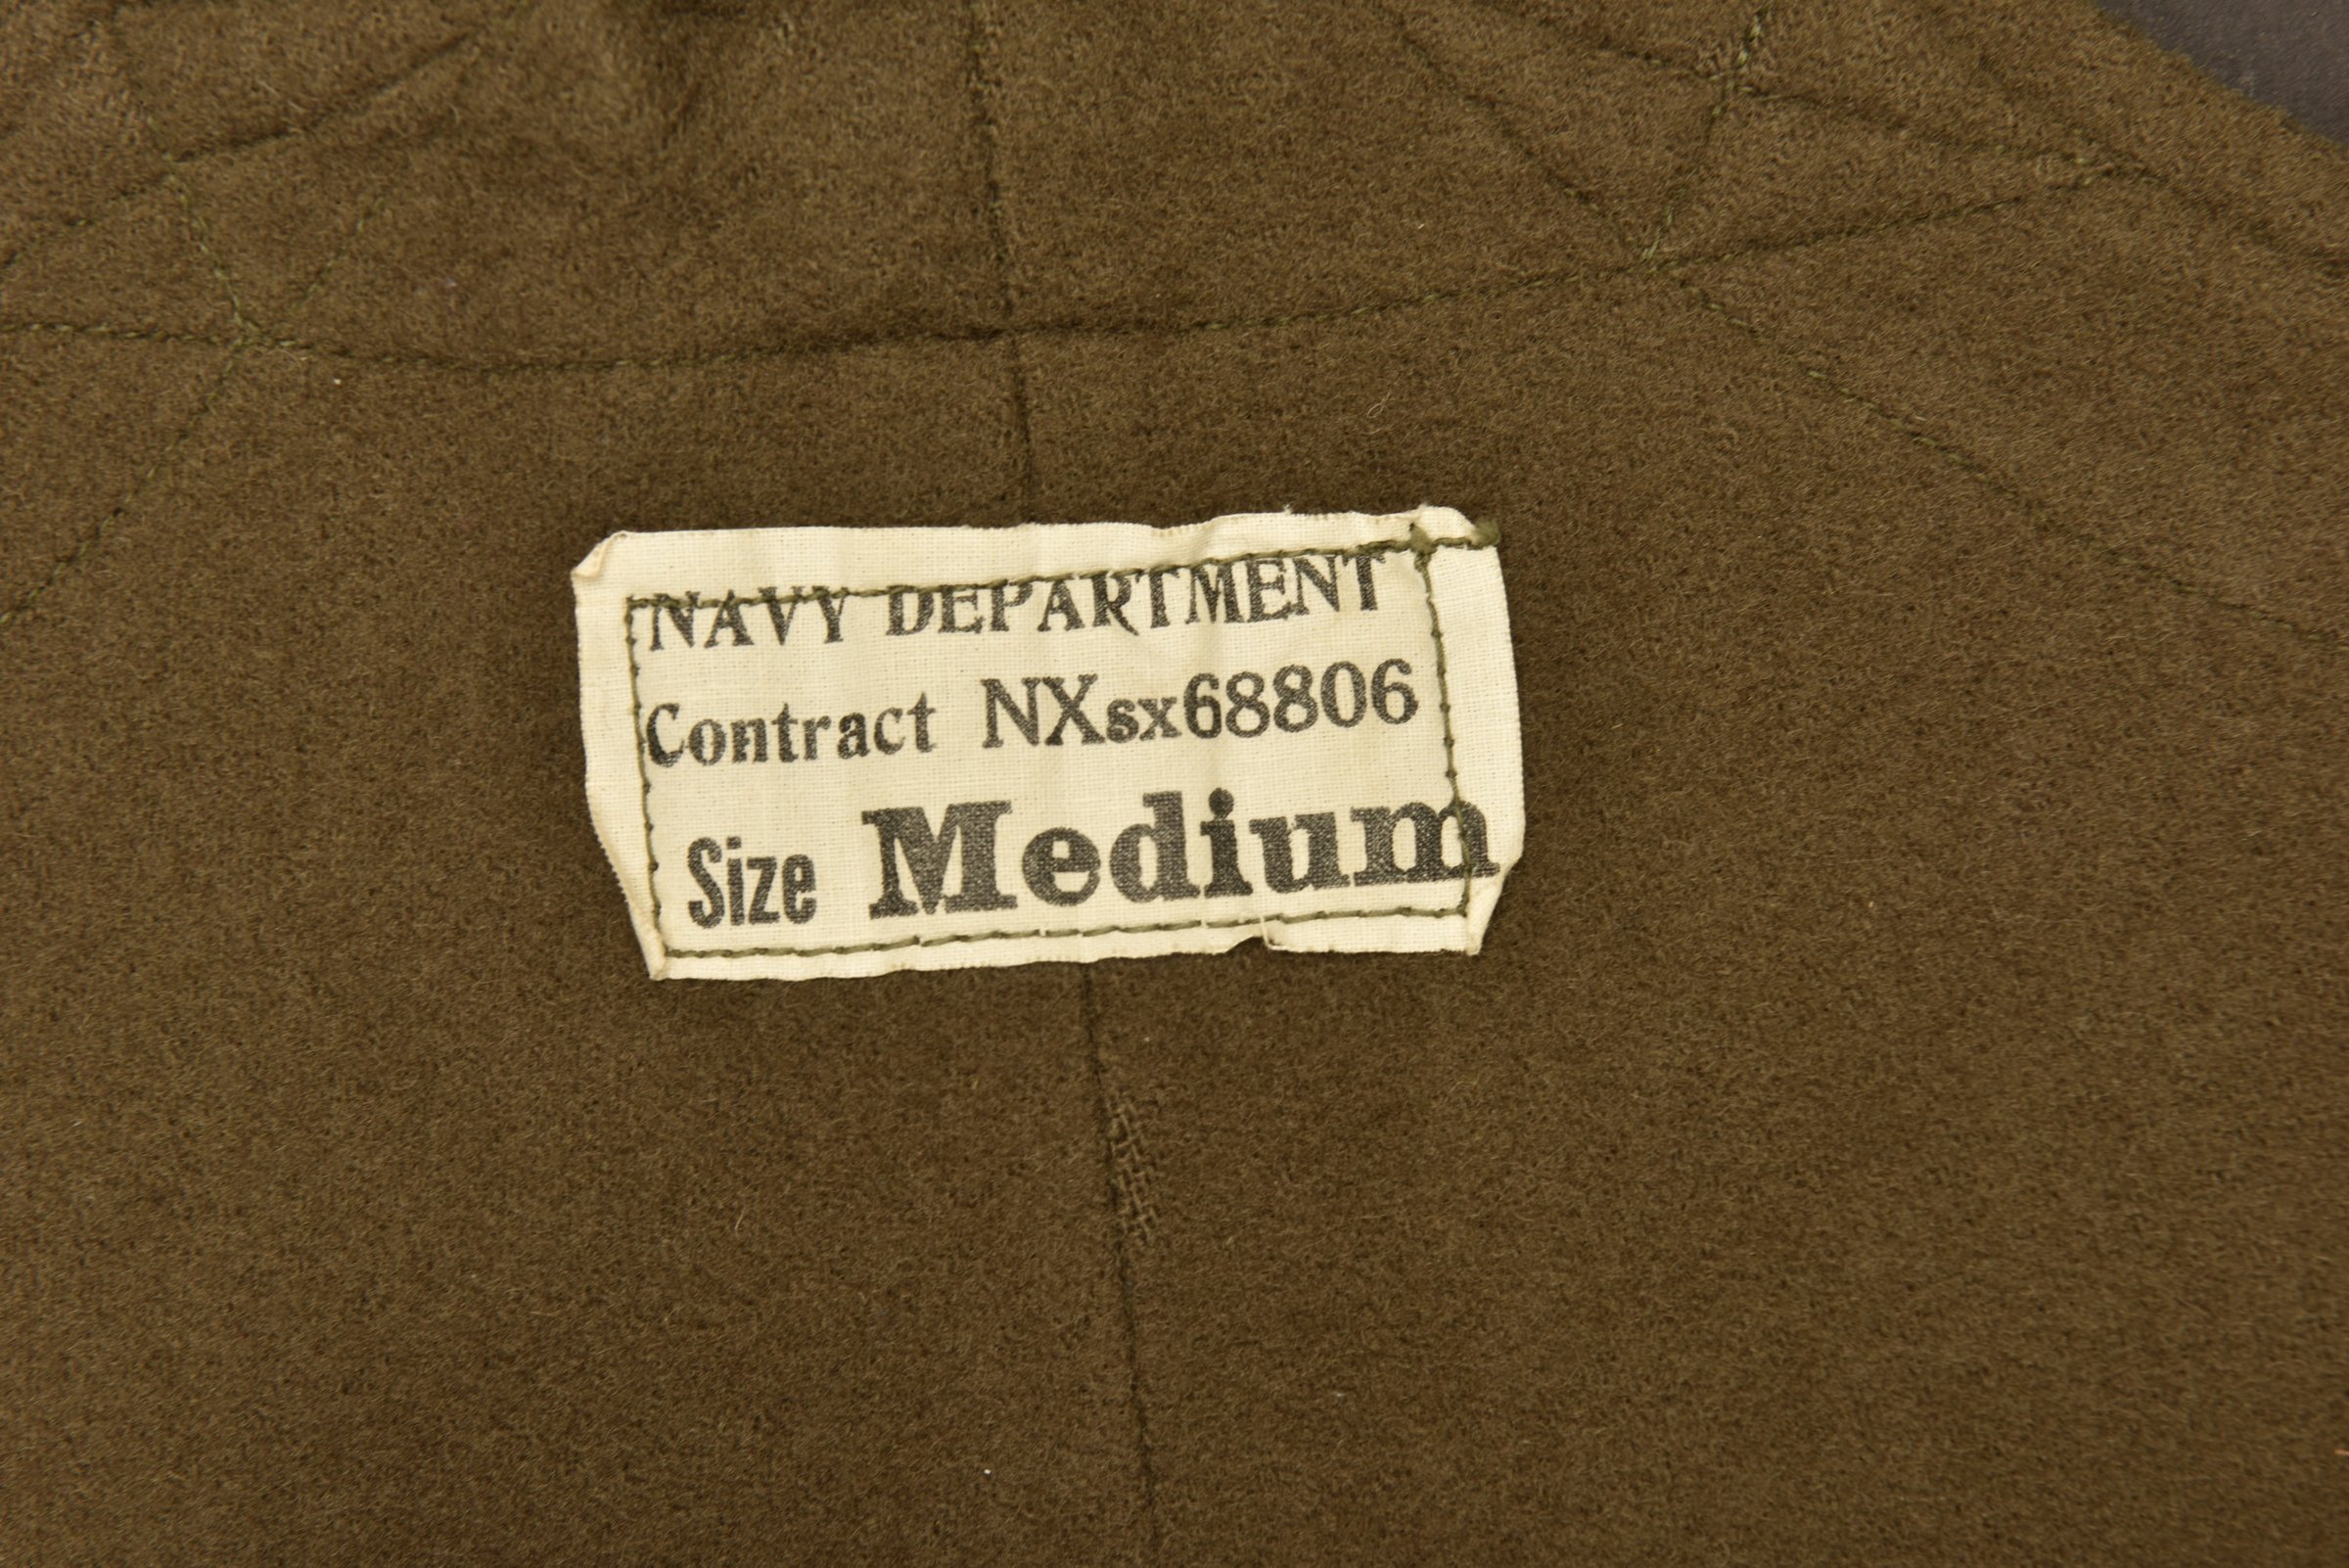 NAVY DEPARTMENT
Contract NXsx68806
Size Medium